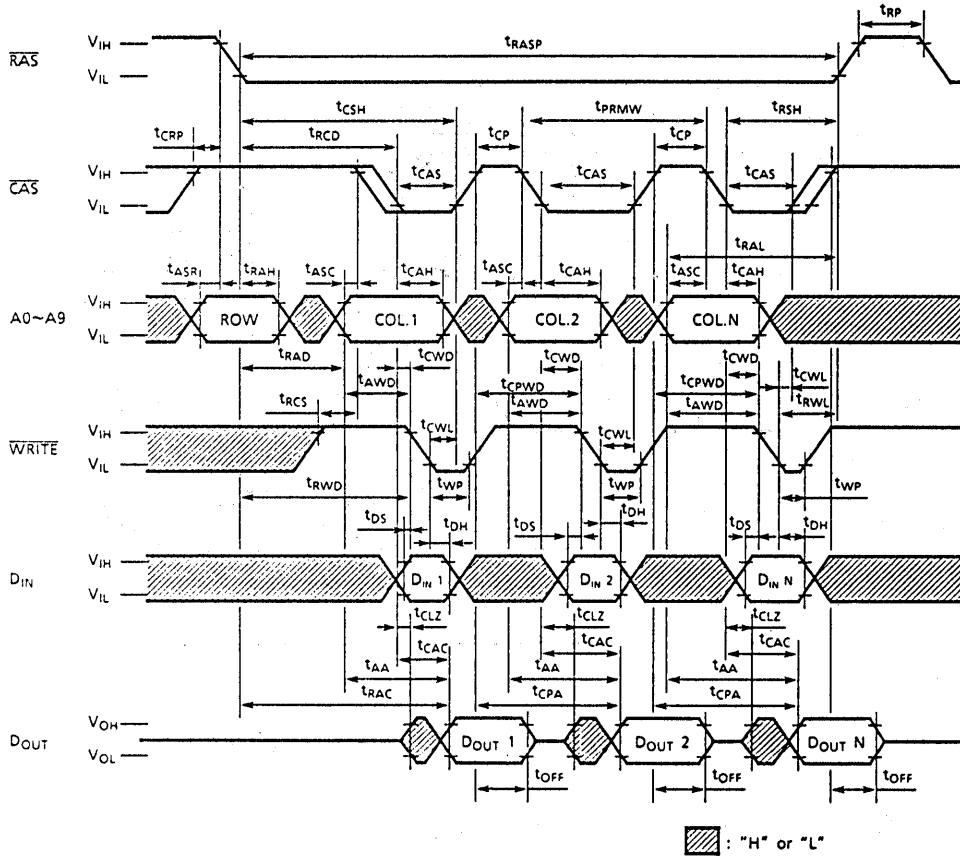 tRP
VIH
RAS
tRASP
VIL
tCSH
tPRMW
tRSH
tCRP
tRCD
tCP
tCP
VIH
CAS
tCAS
tCAS
tCAS
VIL
tRAL
tASR
tRAH
tASC
tCAH
tASC
tCAH
tASC
tCAH
VIH
A0~A9
ROW
COL.1
COL.2
COL.N
VIL
tRAD
tCWD
tCWD
tCWD
tAWD
tCPWD
tCPWD
tCWL
tRCS
tAWD
tAWD
tRWL
VIH
WRITE
tCWL
tCWL
VIL
tRWD
tWP
tWP
tWP
tDS
tDH
tDS
tDH
tDS
tDH
VIH
DIN
DIN 1
DIN 2
DIN N
VIL
tCLZ
tCLZ
tCLZ
tCAC
tCAC
tCAC
tAA
tAA
tAA
tRAC
tCPA
tCPA
VOH
DOUT
DOUT 1
DOUT 2
DOUT N
VOL
tOFF
tOFF
tOFF
: "H" or "L"